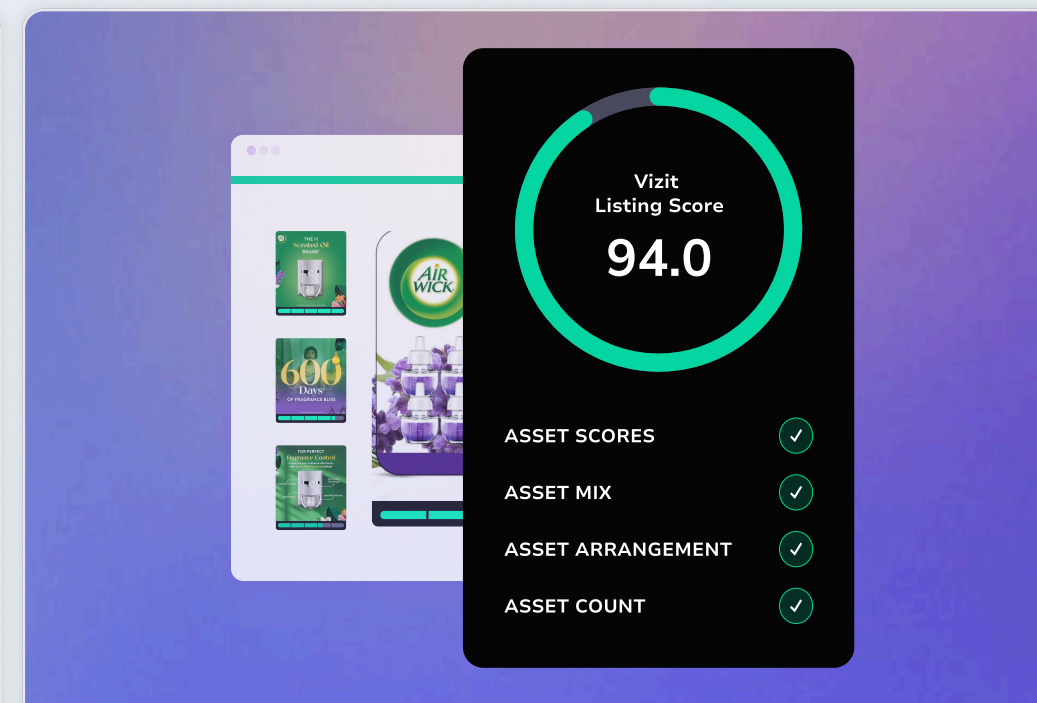 THE #1
Scented Oil
BRAND*
600
Days*
OF FRAGRANCE BLISS
FOR PERFECT
Fragrance Control
AIR
WICK
Vizit
Listing Score
94.0
ASSET SCORES
ASSET MIX
ASSET ARRANGEMENT
ASSET COUNT